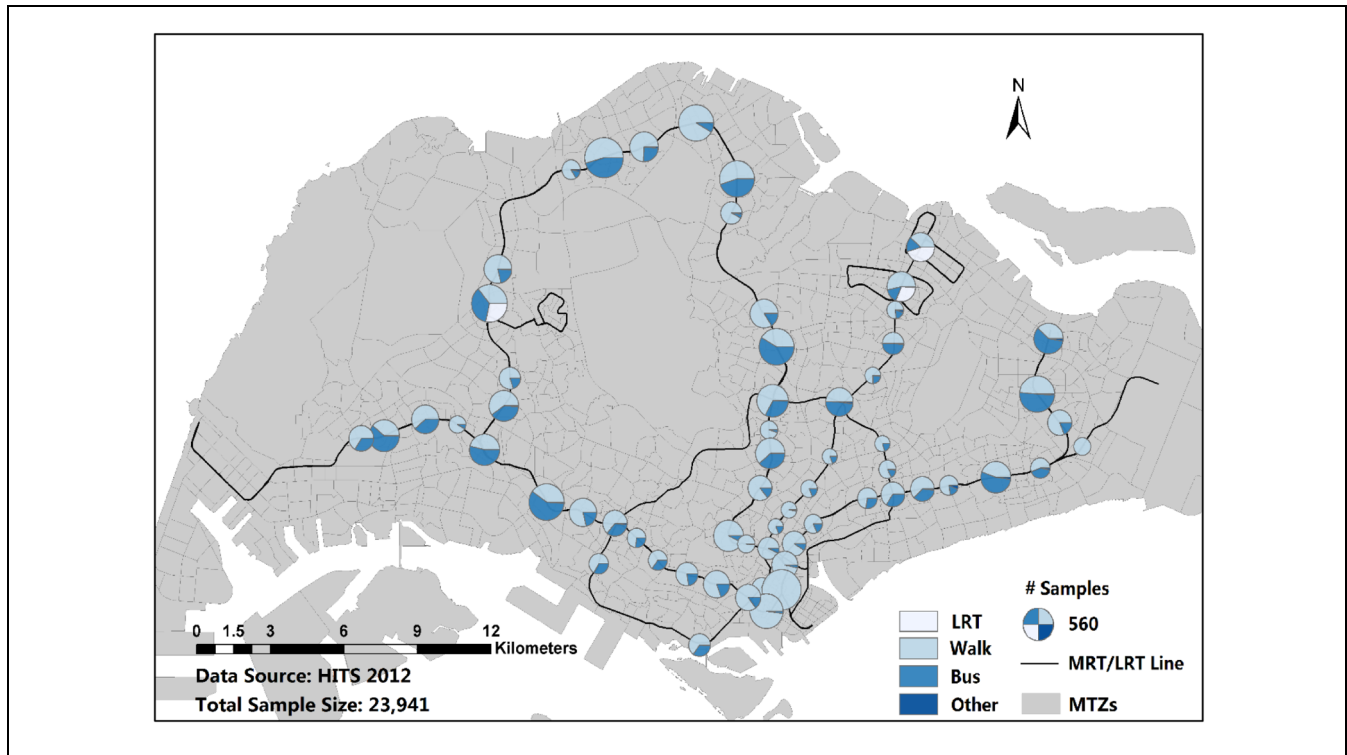 N
# Samples
560
LRT
Walk
Bus
Other
MRT/LRT Line
MTZs
0 1.5 3 6 9 12
Kilometers
Data Source: HITS 2012
Total Sample Size: 23,941